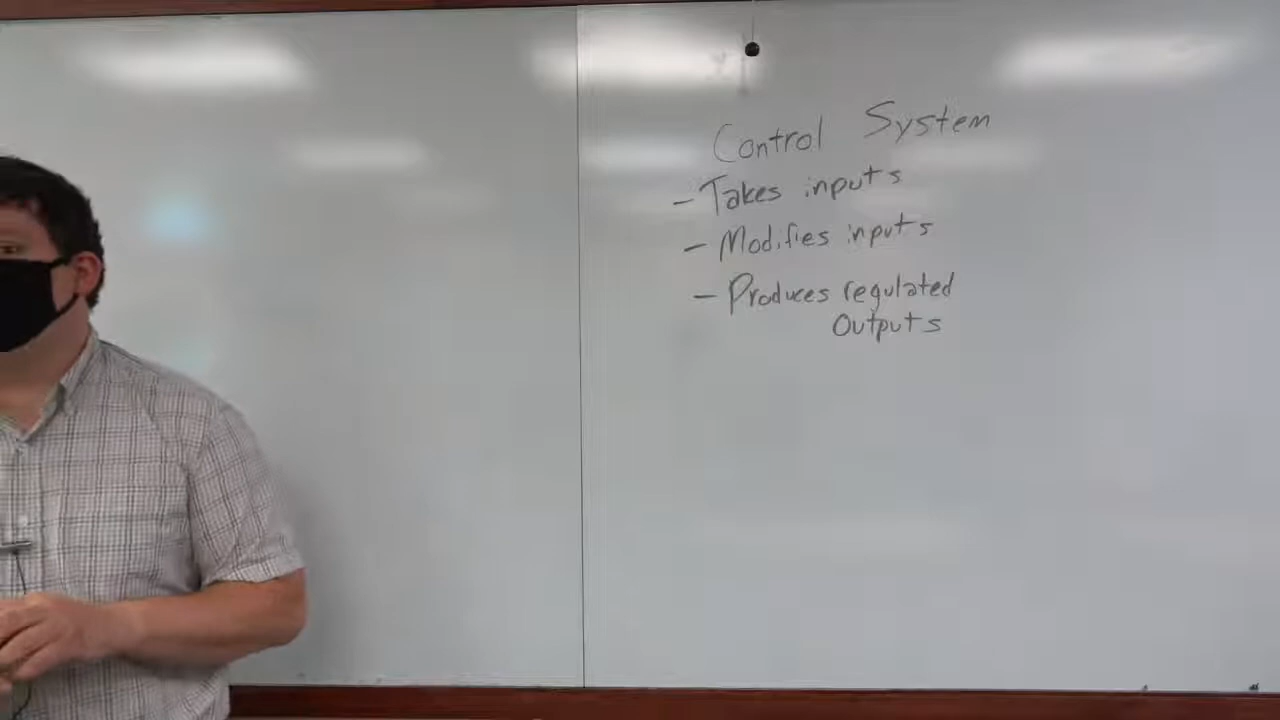 Control System
- Takes inputs
- Modifies inputs
- Produces regulated
Outputs